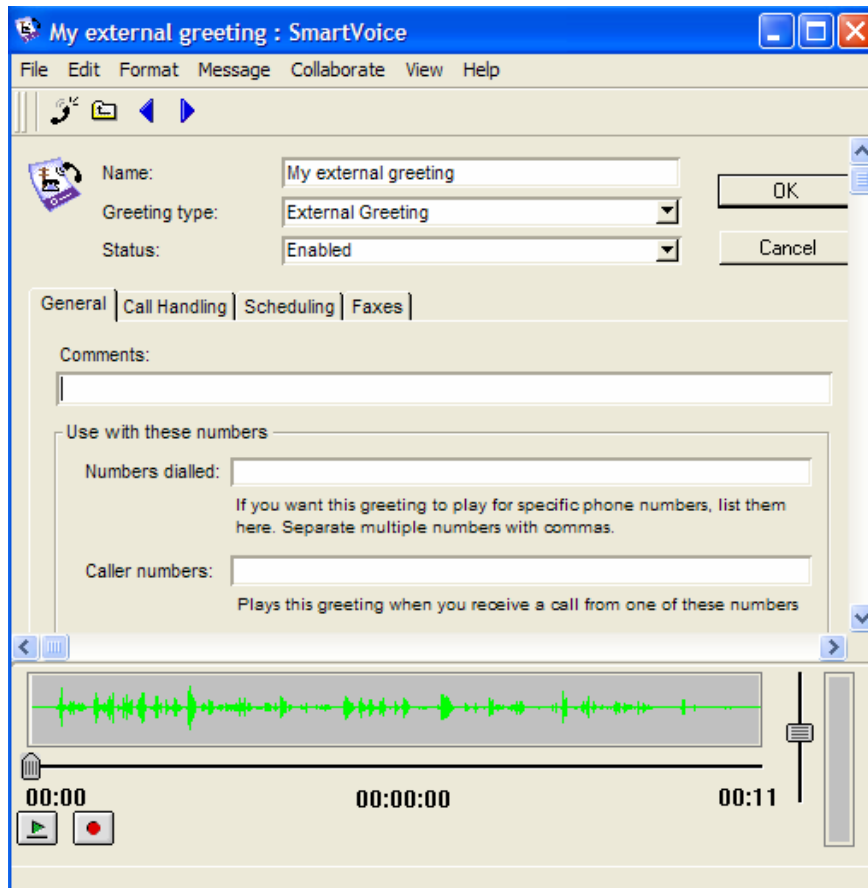 My external greeting : SmartVoice
File Edit Format Message Collaborate View Help
Name: My external greeting
OK
Greeting type: External Greeting
Status: Enabled
Cancel
General Call Handling Scheduling Faxes
Comments:
Use with these numbers
Numbers dialled:
If you want this greeting to play for specific phone numbers, list them
here. Separate multiple numbers with commas.
Caller numbers:
Plays this greeting when you receive a call from one of these numbers
00:00 00:00:00 00:11